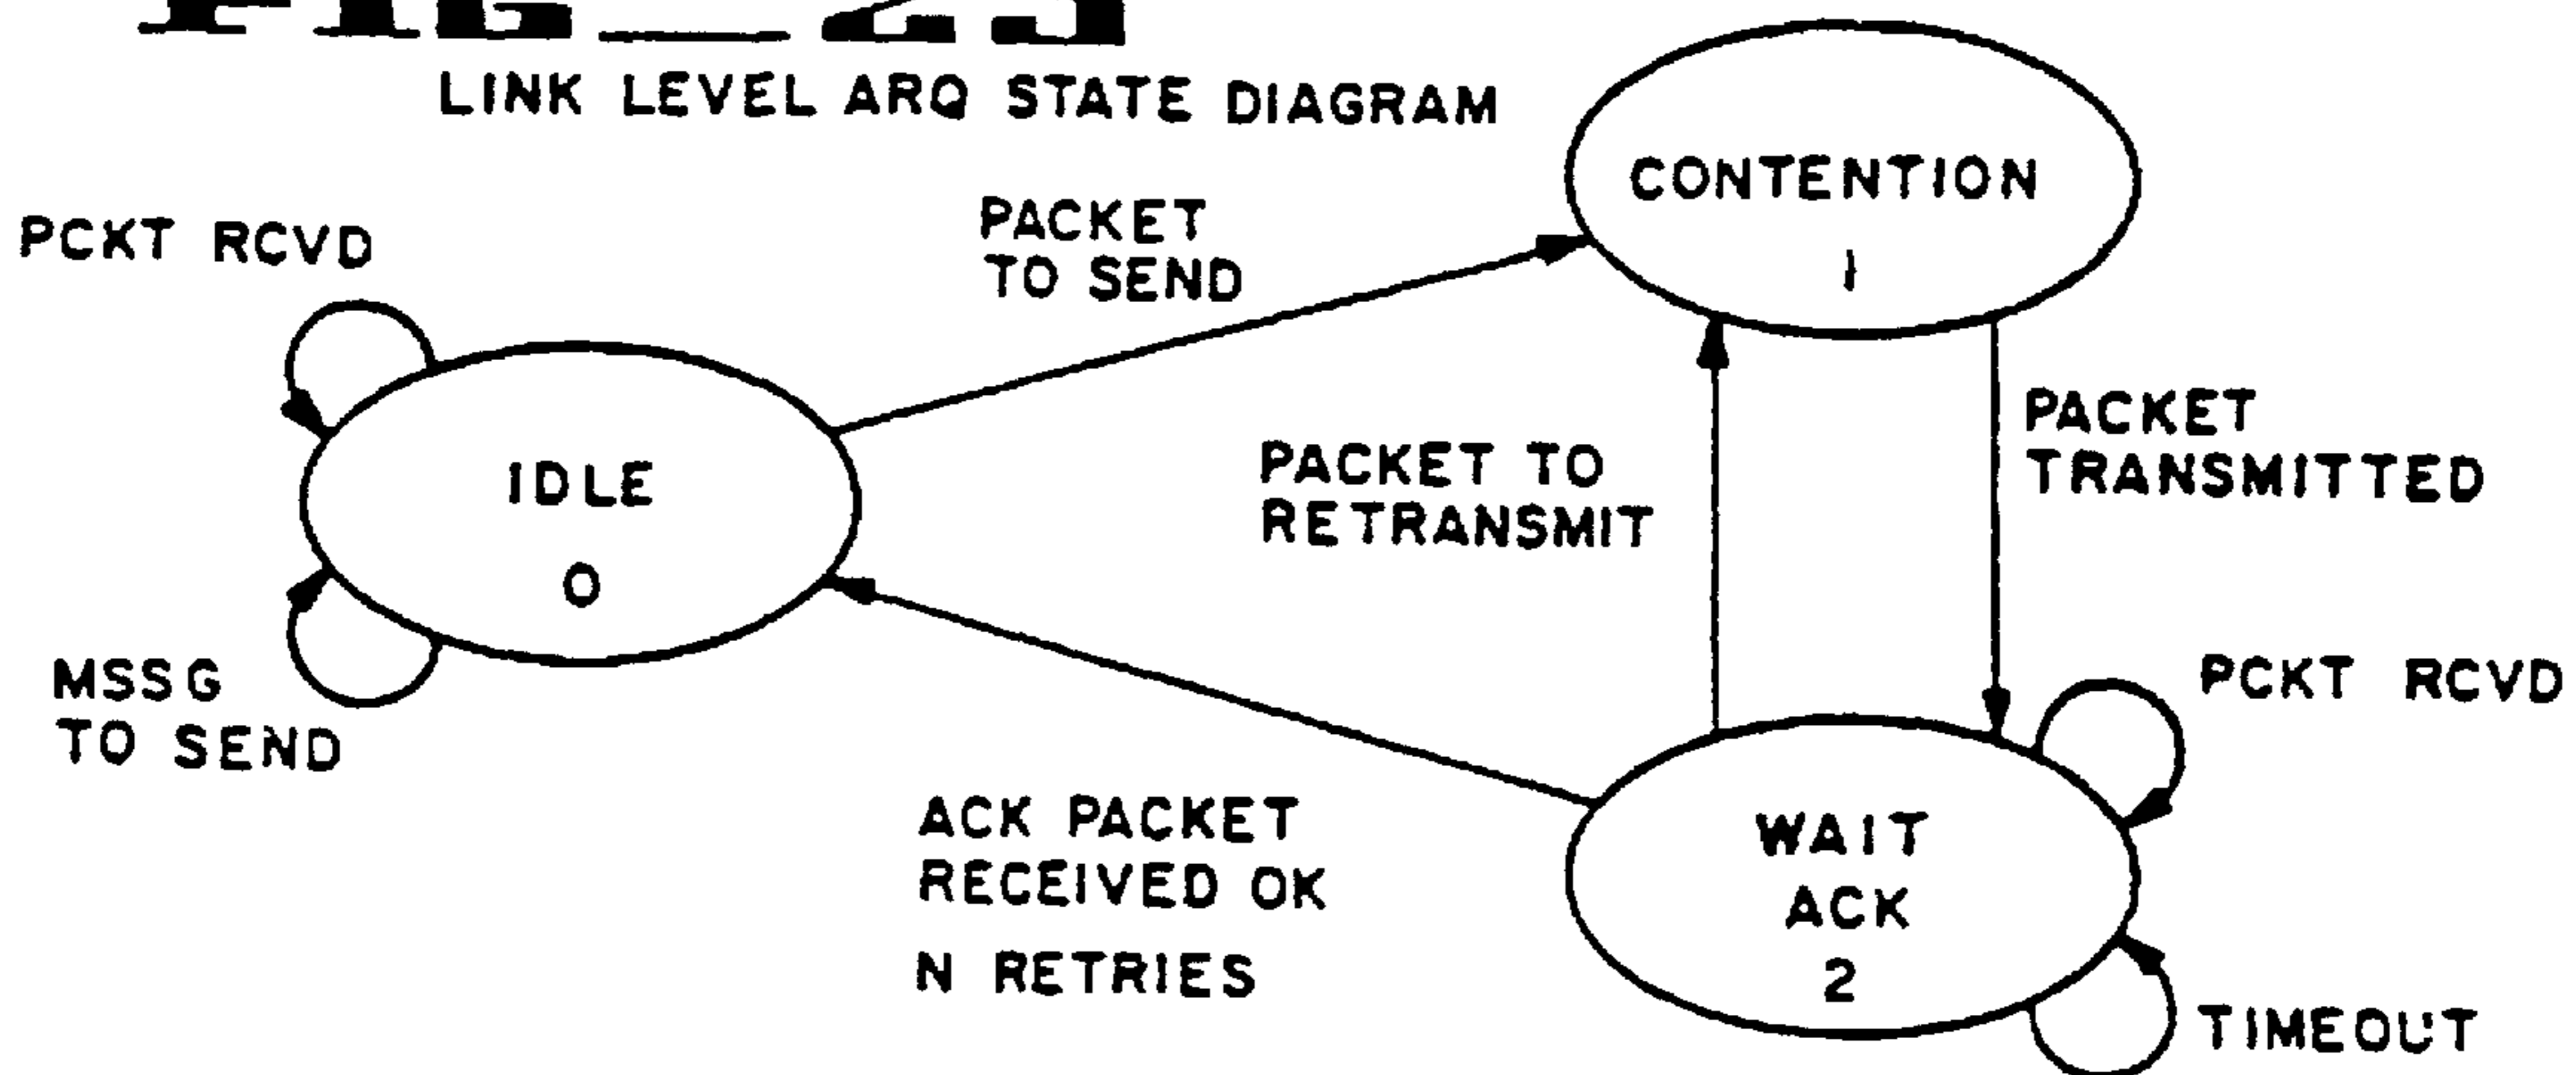 FIG_23
LINK LEVEL ARQ STATE DIAGRAM
CONTENTION
1
PCKT RCVD
PACKET
TO SEND
IDLE
0
PACKET TO
RETRANSMIT
PACKET
TRANSMITTED
MSSG
TO SEND
PCKT RCVD
ACK PACKET
RECEIVED OK
N RETRIES
WAIT
ACK
2
TIMEOUT